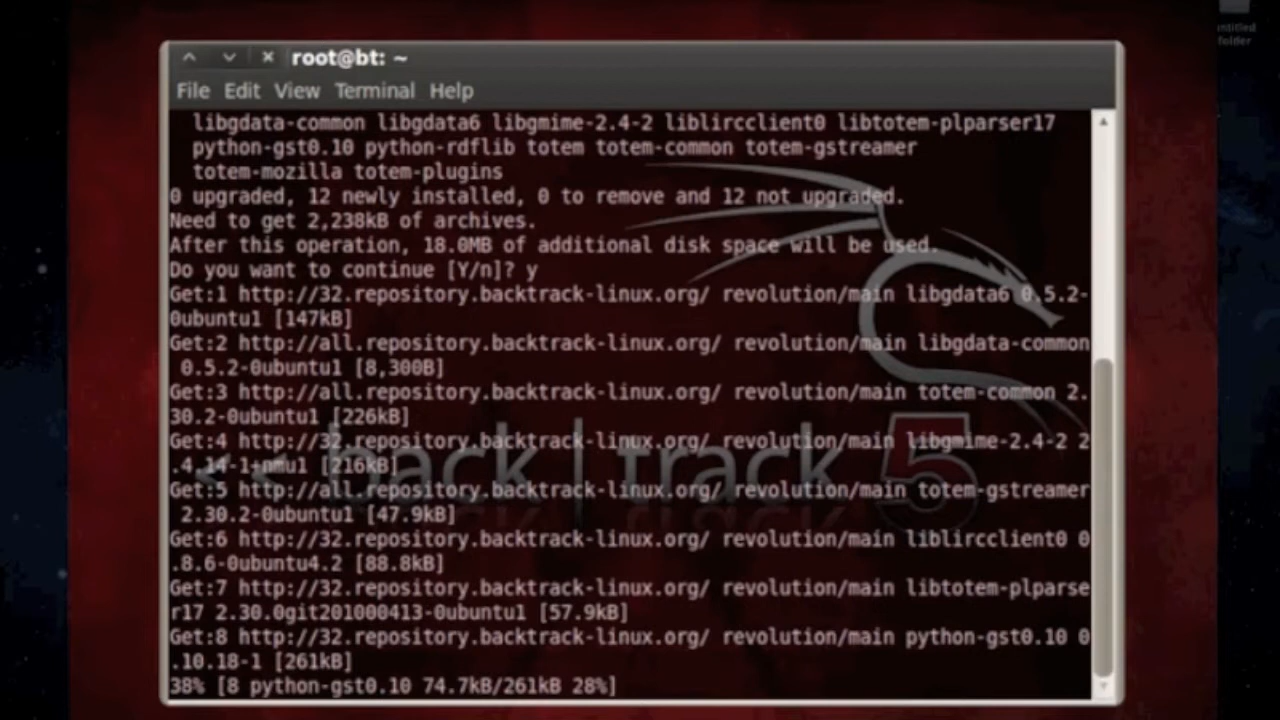 untitled
folder
root@bt: ~
File Edit View Terminal Help
libgdata-common libgdata6 libgmime-2.4-2 liblircclient0 libtotem-plparser17
python-gst0.10 python-rdflib totem totem-common totem-gstreamer
totem-mozilla totem-plugins
0 upgraded, 12 newly installed, 0 to remove and 12 not upgraded.
Need to get 2,238kB of archives.
After this operation, 18.0MB of additional disk space will be used.
Do you want to continue [Y/n]? y
Get:1 http://32.repository.backtrack-linux.org/ revolution/main libgdata6 0.5.2-
0ubuntu1 [147kB]
Get:2 http://all.repository.backtrack-linux.org/ revolution/main libgdata-common
0.5.2-0ubuntu1 [8,300B]
Get:3 http://all.repository.backtrack-linux.org/ revolution/main totem-common 2.
30.2-0ubuntu1 [226kB]
Get:4 http://32.repository.backtrack-linux.org/ revolution/main libgmime-2.4-2 2
.4.14-1+nmu1 [216kB]
<< back | track 5
Get:5 http://all.repository.backtrack-linux.org/ revolution/main totem-gstreamer
2.30.2-0ubuntu1 [47.9kB]
Get:6 http://32.repository.backtrack-linux.org/ revolution/main liblircclient0 0
.8.6-0ubuntu4.2 [88.8kB]
Get:7 http://32.repository.backtrack-linux.org/ revolution/main libtotem-plparse
r17 2.30.0git201000413-0ubuntu1 [57.9kB]
Get:8 http://32.repository.backtrack-linux.org/ revolution/main python-gst0.10 0
.10.18-1 [261kB]
38% [8 python-gst0.10 74.7kB/261kB 28%]